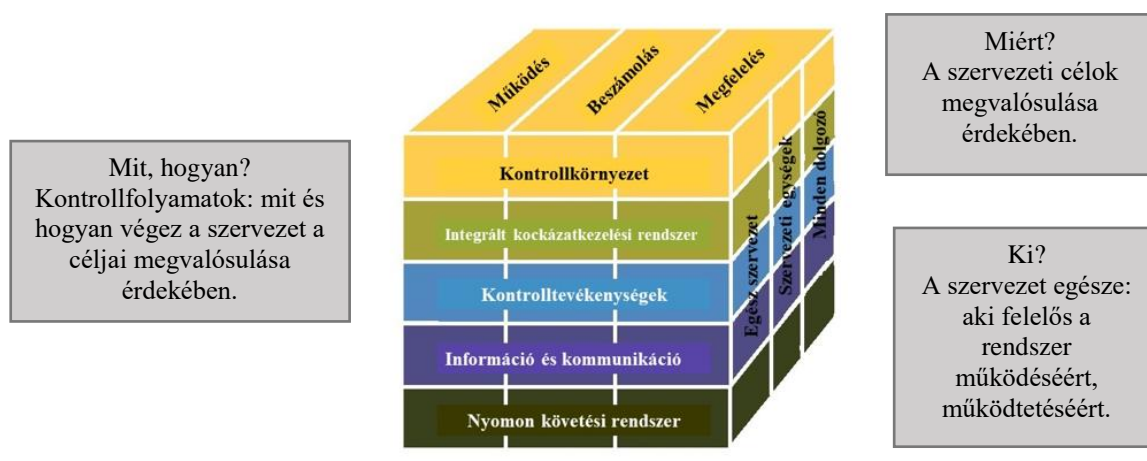 Mit, hogyan?
Kontrollfolyamatok: mit és
hogyan végez a szervezet a
céljai megvalósulása
érdekében.
Működés
Beszámolás
Megfelelés
Kontrollkörnyezet
Integrált kockázatkezelési rendszer
Kontrolltevékenységek
Információ és kommunikáció
Nyomon követési rendszer
Egész szervezet
Szervezeti egységek
Minden dolgozó
Miért?
A szervezeti célok
megvalósulása
érdekében.
Ki?
A szervezet egésze:
aki felelős a
rendszer
működéséért,
működtetéséért.